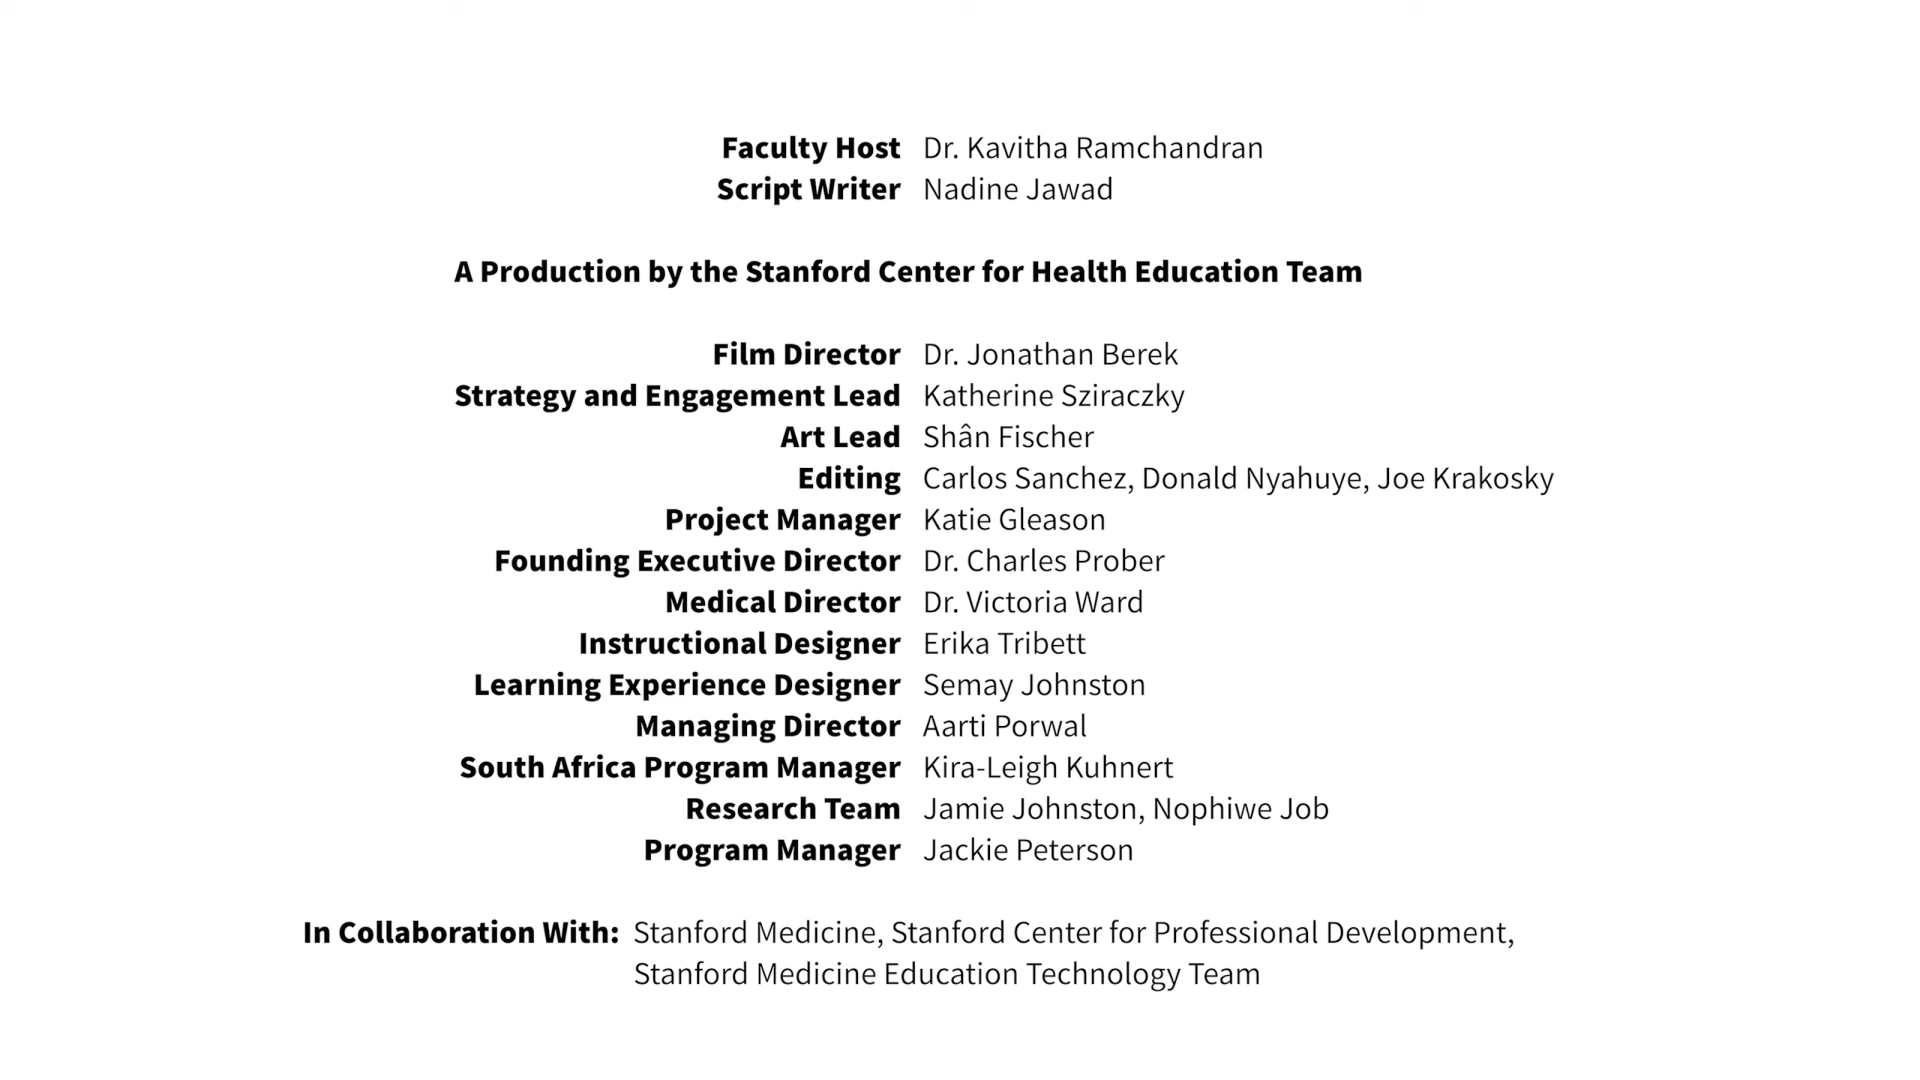 Faculty Host Dr. Kavitha Ramchandran
Script Writer Nadine Jawad
A Production by the Stanford Center for Health Education Team
Film Director Dr. Jonathan Berek
Strategy and Engagement Lead Katherine Sziraczky
Art Lead Shân Fischer
Editing Carlos Sanchez, Donald Nyahuye, Joe Krakosky
Project Manager Katie Gleason
Founding Executive Director Dr. Charles Prober
Medical Director Dr. Victoria Ward
Instructional Designer Erika Tribett
Learning Experience Designer Semay Johnston
Managing Director Aarti Porwal
South Africa Program Manager Kira-Leigh Kuhnert
Research Team Jamie Johnston, Nophiwe Job
Program Manager Jackie Peterson
In Collaboration With: Stanford Medicine, Stanford Center for Professional Development,
Stanford Medicine Education Technology Team